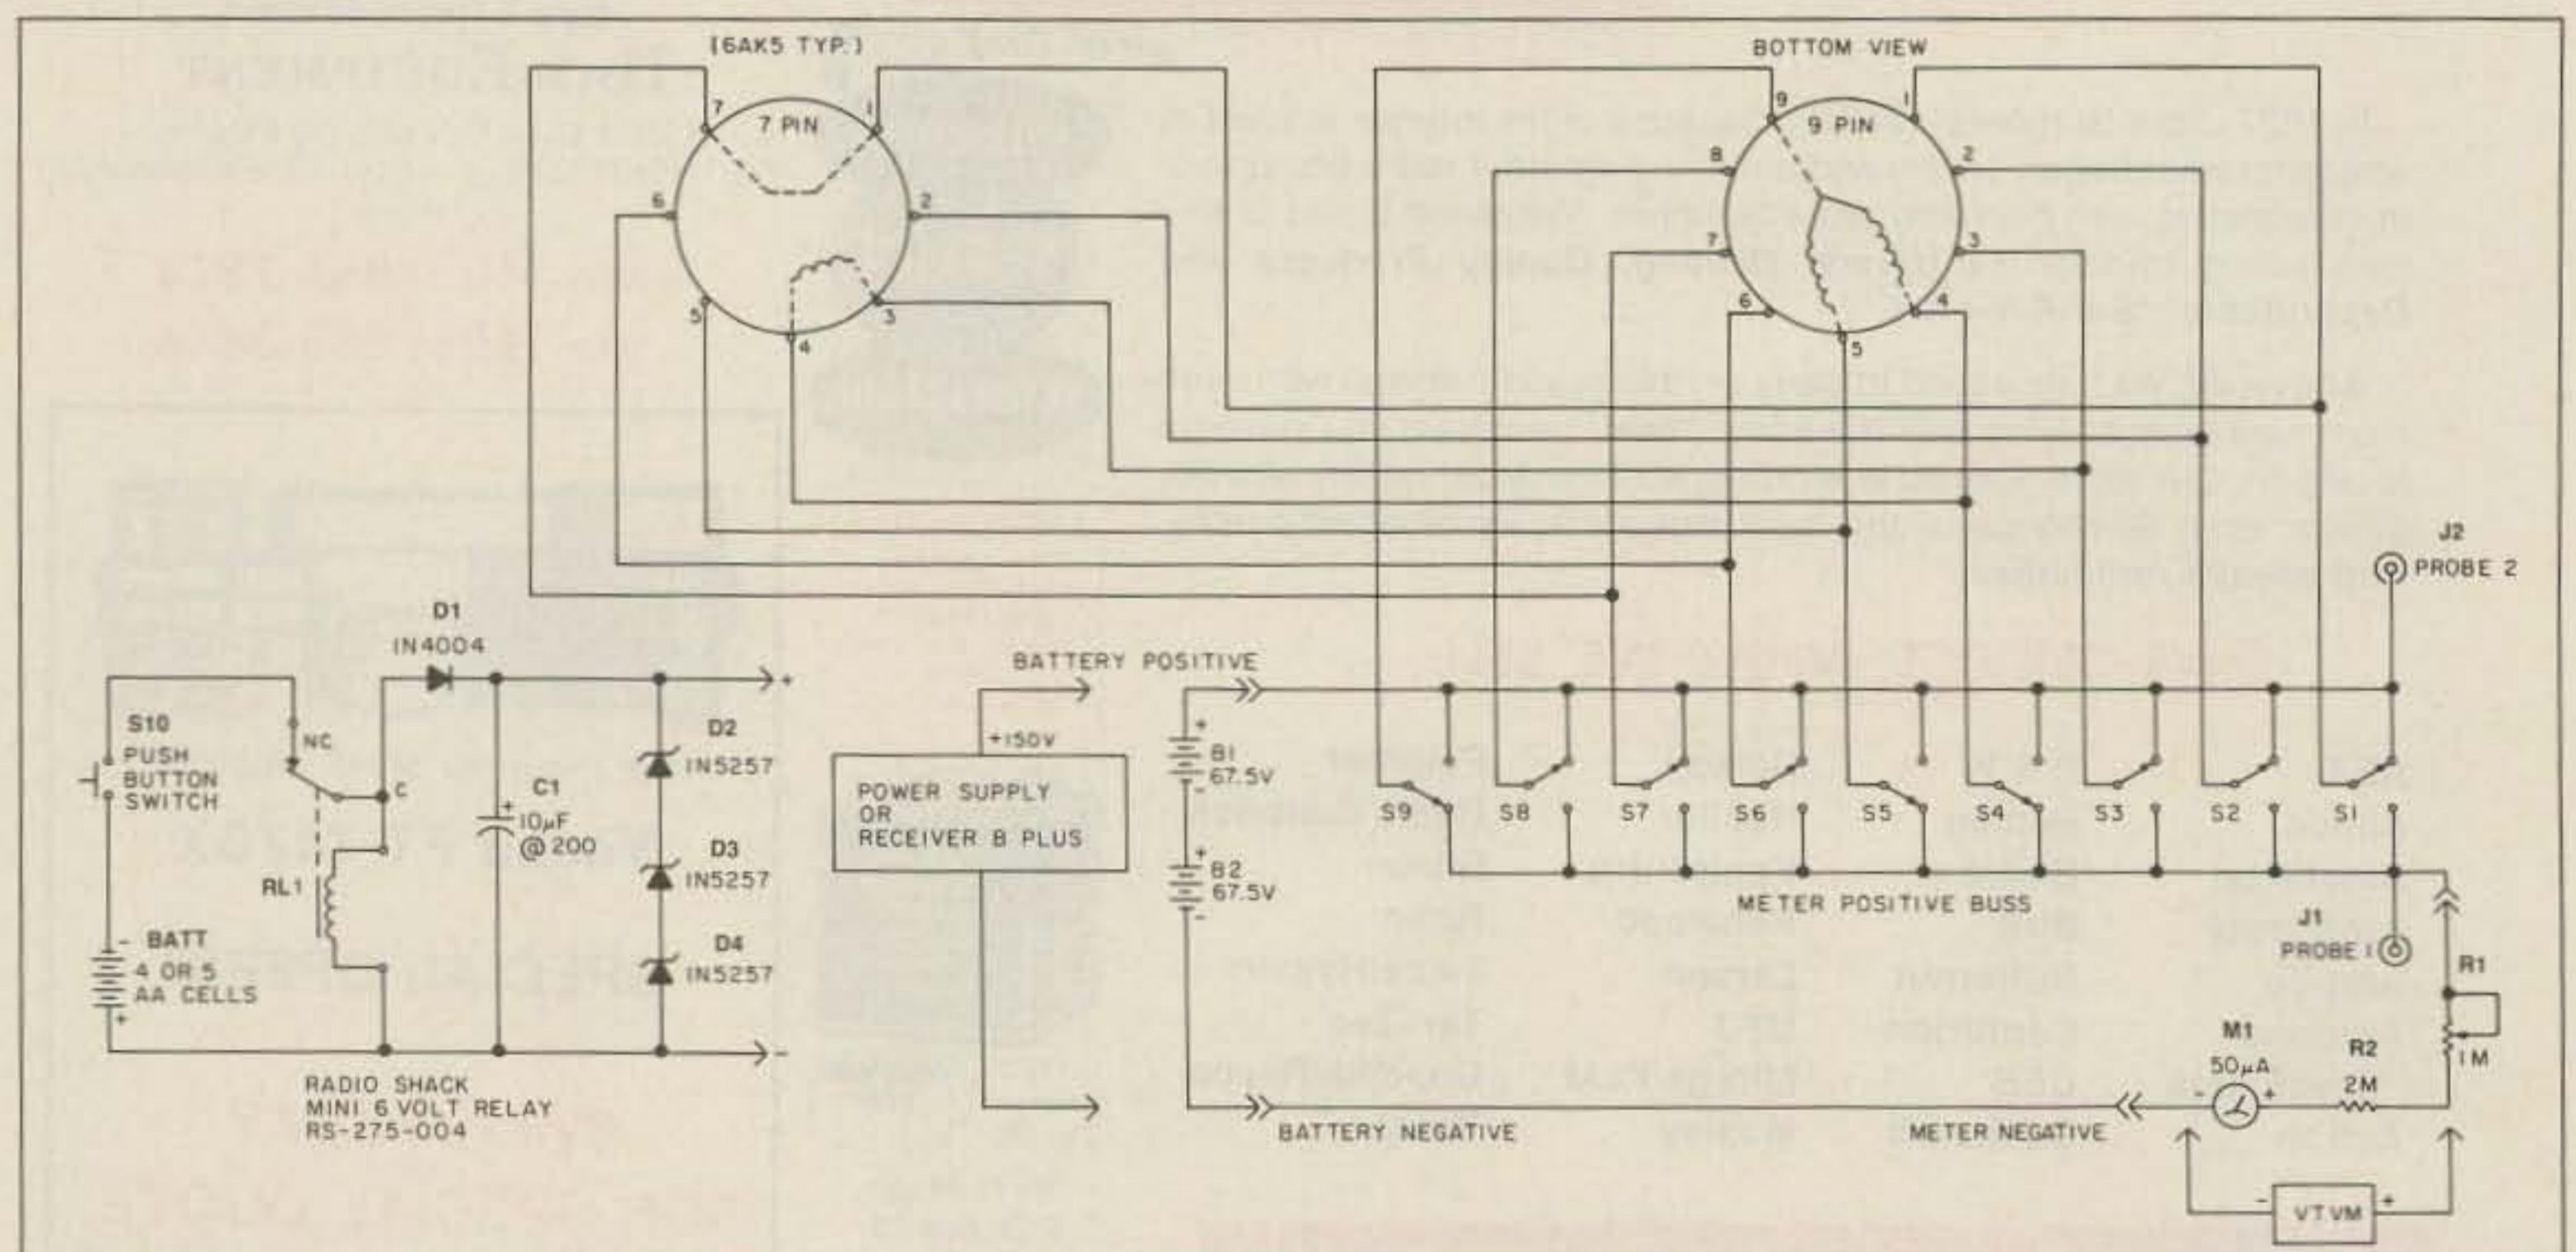 (6AK5 TYP.)
7
7 PIN
1
6
2
5
4
3
BOTTOM VIEW
9
9 PIN
1
8
2
7
3
6
4
5
J2
PROBE 2
D1
IN4004
+
S10
PUSH
BUTTON
SWITCH
NC
C
C1
+
10µF
@200
D2
IN5257
D3
IN5257
D4
IN5257
RL1
-
BATT
4 OR 5
AA CELLS
+
-
RADIO SHACK
MINI 6 VOLT RELAY
RS-275-004
BATTERY POSITIVE
+150V
POWER SUPPLY
OR
RECEIVER B PLUS
+
B1
67.5V
-
+
B2
67.5V
-
S9
S8
S7
S6
S5
S4
S3
S2
S1
METER POSITIVE BUSS
J1
PROBE 1
R1
1M
M1
50µA
-
+
R2
2M
BATTERY NEGATIVE
METER NEGATIVE
-
VTVM
+